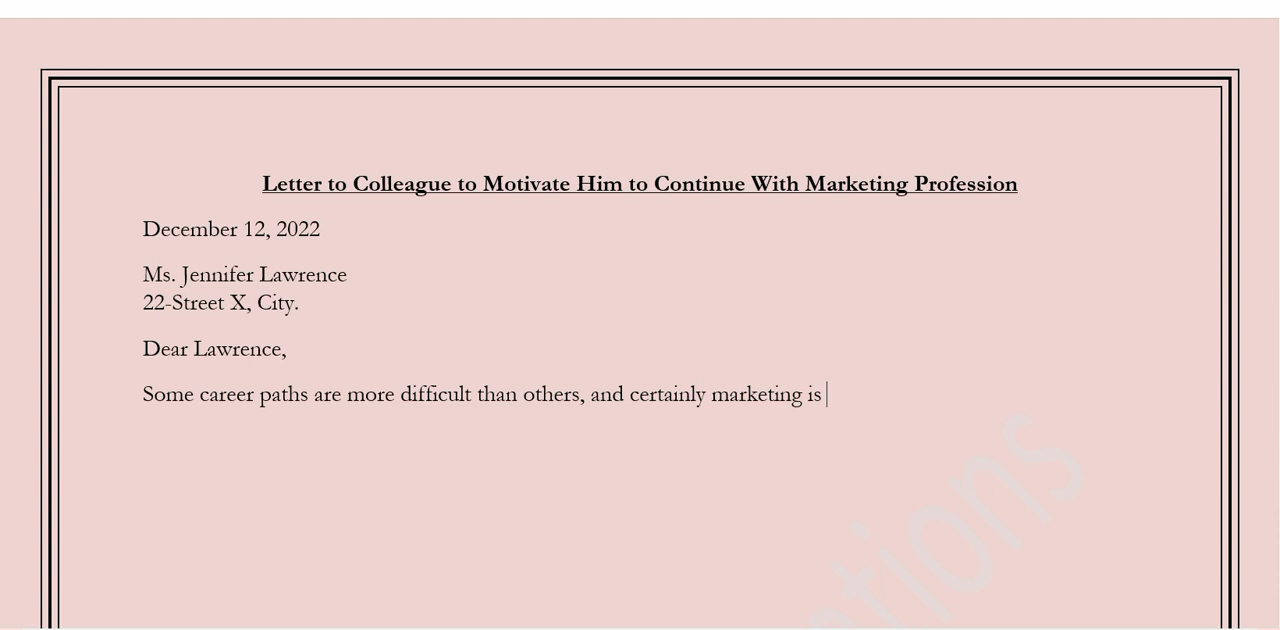 Letter to Colleague to Motivate Him to Continue With Marketing Profession
December 12, 2022
Ms. Jennifer Lawrence
22-Street X, City.
Dear Lawrence,
Some career paths are more difficult than others, and certainly marketing is